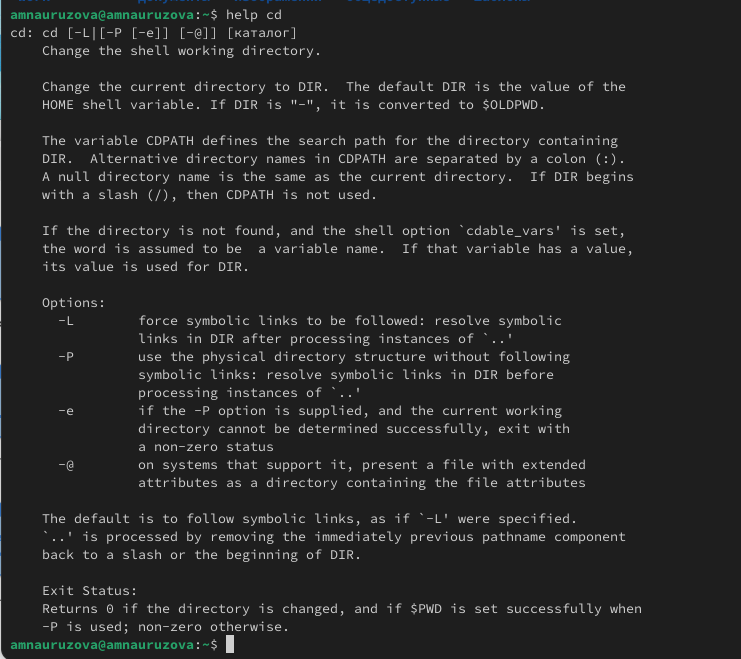 amnauruzova@amnauruzova:~$ help cd
cd: cd [-L|[-P [-e]] [-@]] [каталог]
    Change the shell working directory.

    Change the current directory to DIR.  The default DIR is the value of the
    HOME shell variable. If DIR is "-", it is converted to $OLDPWD.

    The variable CDPATH defines the search path for the directory containing
    DIR.  Alternative directory names in CDPATH are separated by a colon (:).
    A null directory name is the same as the current directory.  If DIR begins
    with a slash (/), then CDPATH is not used.

    If the directory is not found, and the shell option `cdable_vars' is set,
    the word is assumed to be  a variable name.  If that variable has a value,
    its value is used for DIR.

    Options:
      -L        force symbolic links to be followed: resolve symbolic
                links in DIR after processing instances of `..'
      -P        use the physical directory structure without following
                symbolic links: resolve symbolic links in DIR before
                processing instances of `..'
      -e        if the -P option is supplied, and the current working
                directory cannot be determined successfully, exit with
                a non-zero status
      -@        on systems that support it, present a file with extended
                attributes as a directory containing the file attributes

    The default is to follow symbolic links, as if `-L' were specified.
    `..' is processed by removing the immediately previous pathname component
    back to a slash or the beginning of DIR.

    Exit Status:
    Returns 0 if the directory is changed, and if $PWD is set successfully when
    -P is used; non-zero otherwise.
amnauruzova@amnauruzova:~$